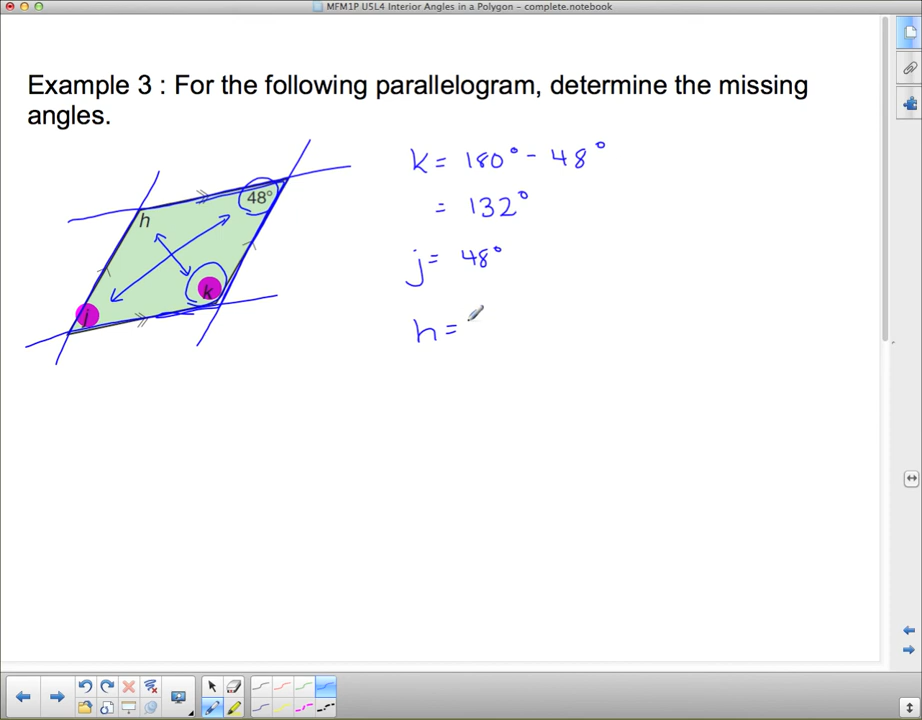 MFM1P U5L4 Interior Angles in a Polygon – complete.notebook
Example 3 : For the following parallelogram, determine the missing
angles.
h
48°
j
k
k = 180° - 48°
= 132°
j = 48°
h =